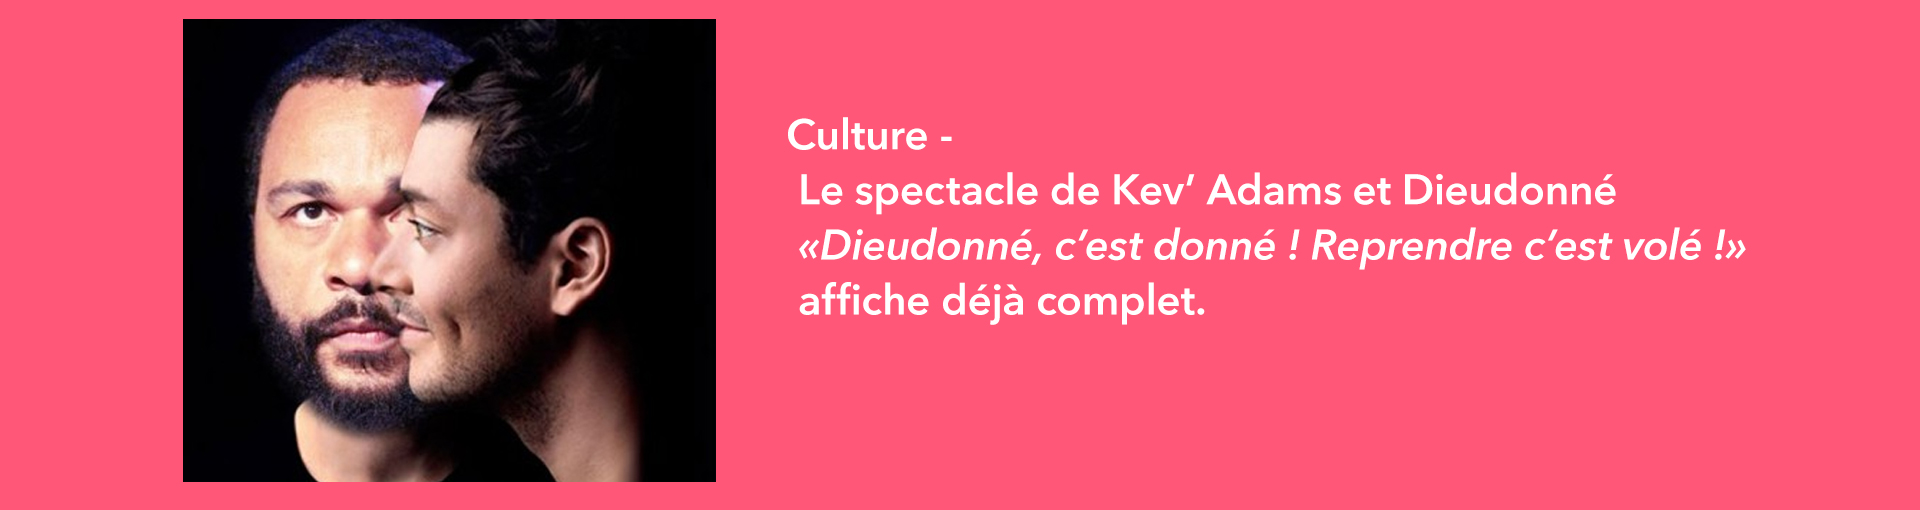 Culture -
Le spectacle de Kev’ Adams et Dieudonné
«Dieudonné, c’est donné ! Reprendre c’est volé !»
affiche déjà complet.